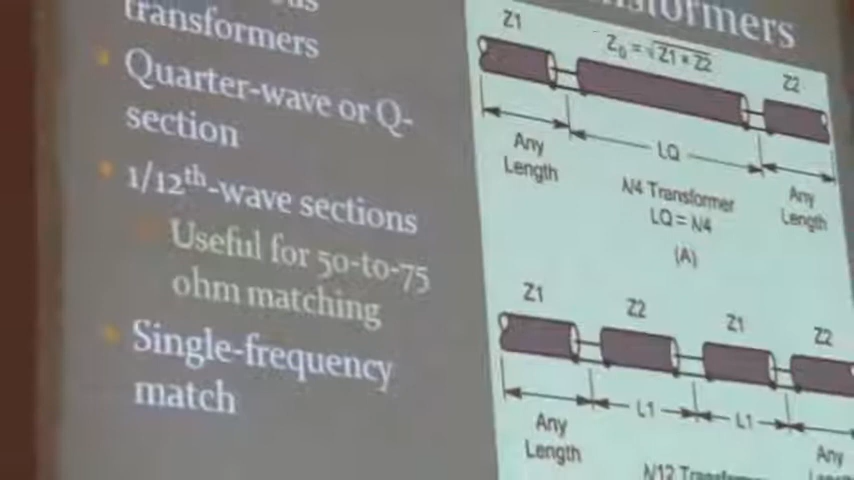 transformers
Quarter-wave or Q-
section
1/12th-wave sections
Useful for 50-to-75
ohm matching
Single-frequency
match
Z1
Z0 = √Z1 * Z2
Z2
Any
Length
LQ
Any
Length
λ/4 Transformer
LQ = λ/4
(A)
Z1
Z2
Z1
Z2
Any
Length
L1
L1
Any
λ/12